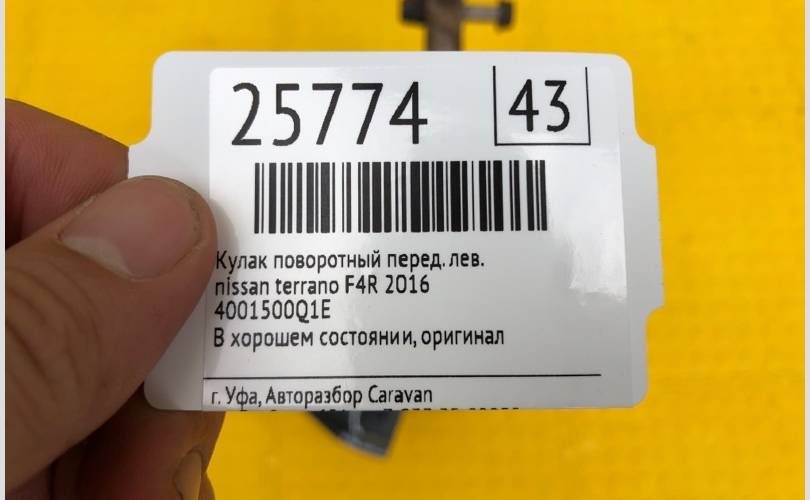 25774 43
Кулак поворотный перед. лев.
nissan terrano F4R 2016
4001500Q1E
В хорошем состоянии, оригинал
г. Уфа, Авторазбор Caravan